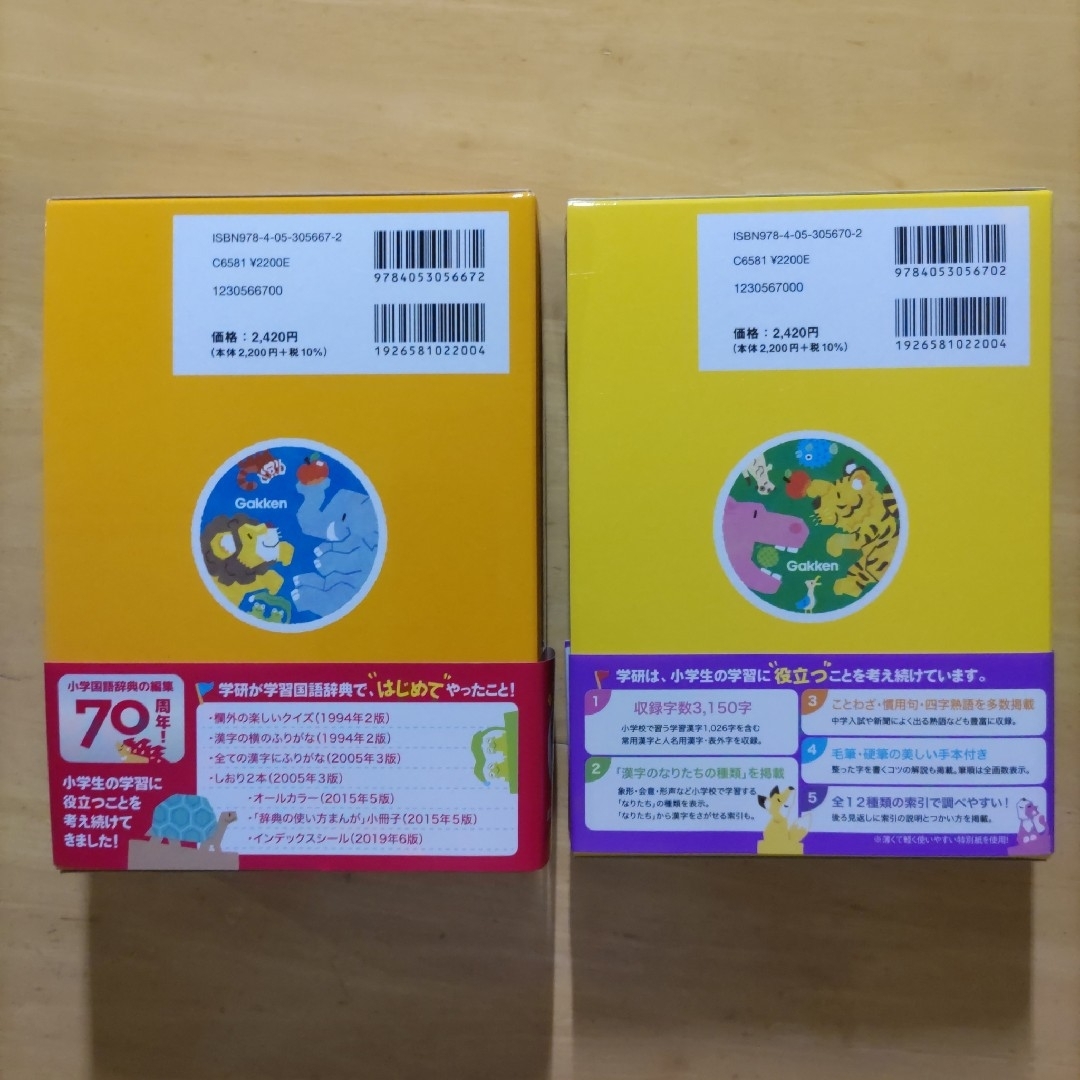 ISBN978-4-05-305667-2
C6581 ¥2200E
9784053056672
1230566700
価格：2,420円
（本体2,200円＋税10％）
1926581022004
Gakken
小学国語辞典の編集
70周年！
小学生の学習に
役立つことを
考え続けて
きました！
学研が学習国語辞典で、“はじめて”やったこと！
・欄外の楽しいクイズ（1994年2版）
・漢字の横のふりがな（1994年2版）
・全ての漢字にふりがな（2005年3版）
・しおり2本（2005年3版）
・オールカラー（2015年5版）
・「辞典の使い方まんが」小冊子（2015年5版）
・インデックスシール（2019年6版）
ISBN978-4-05-305670-2
C6581 ¥2200E
9784053056702
1230567000
価格：2,420円
（本体2,200円＋税10％）
1926581022004
Gakken
学研は、小学生の学習に“役立つ”ことを考え続けています。
1 収録字数3,150字
小学校で習う学習漢字1,026字を含む
常用漢字と人名用漢字・表外字を収録。
2 「漢字のなりたちの種類」を掲載
象形・会意・形声など小学校で学習する
「なりたち」の種類を表示。
「なりたち」から漢字をさがせる索引も。
3 ことわざ・慣用句・四字熟語を多数掲載
中学入試や新聞によく出る熟語なども豊富に収録。
4 毛筆・硬筆の美しい手本付き
整った字を書くコツの解説も掲載。筆順は全画数表示。
5 全12種類の索引で調べやすい！
後ろ見返しに索引の説明とつかい方を掲載。
※薄くて軽く使いやすい特別紙を使用！